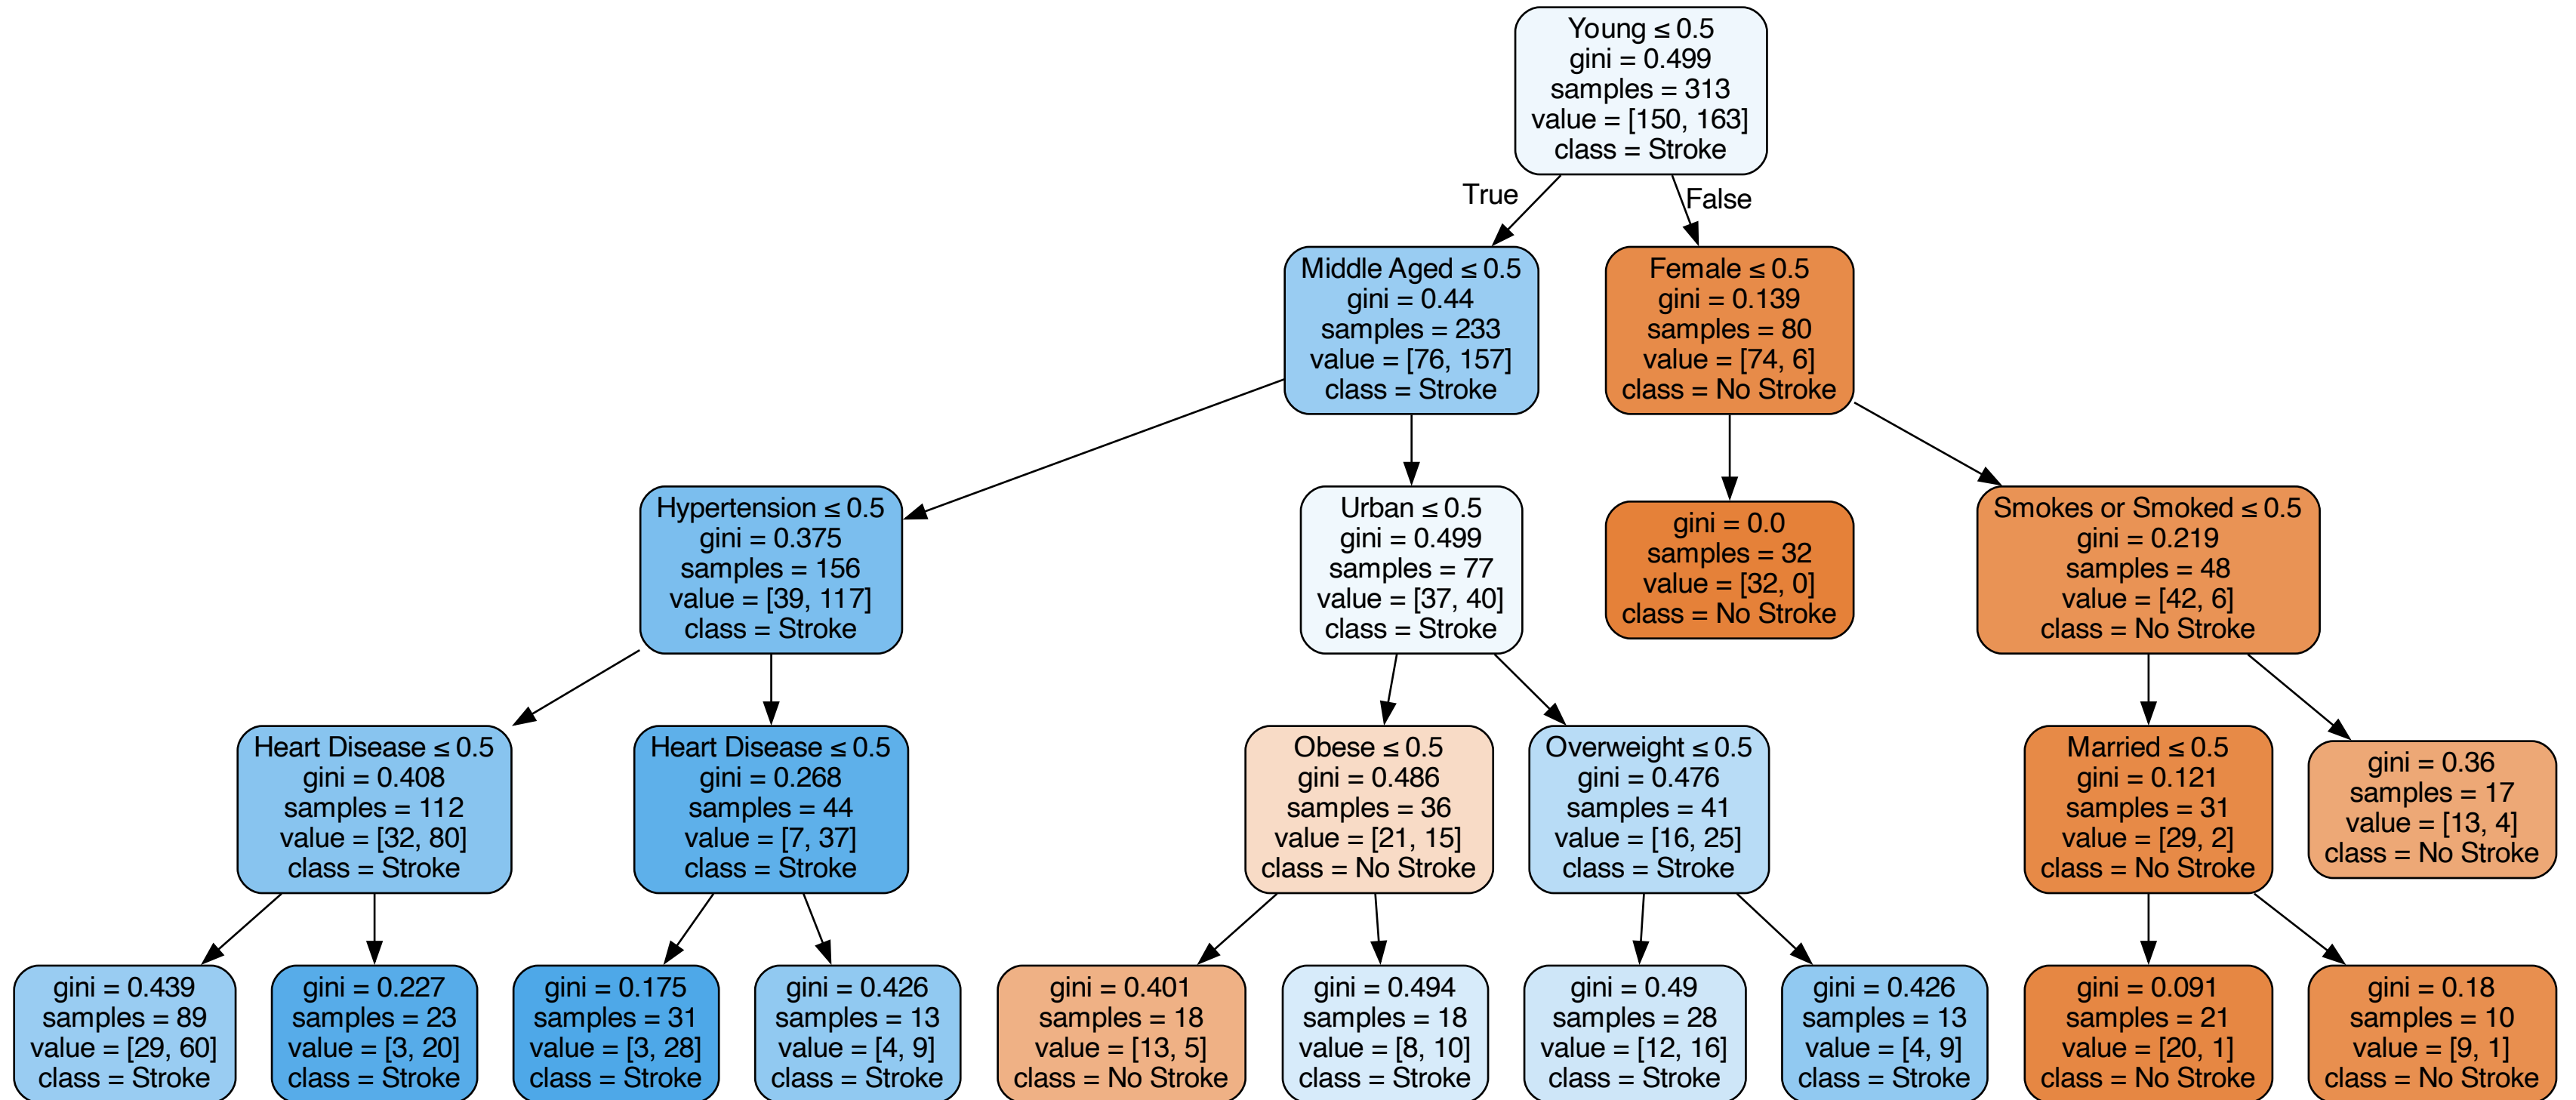 Young ≤ 0.5
gini = 0.499
samples = 313
value = [150, 163]
class = Stroke
True
False
Middle Aged ≤ 0.5
gini = 0.44
samples = 233
value = [76, 157]
class = Stroke
Female ≤ 0.5
gini = 0.139
samples = 80
value = [74, 6]
class = No Stroke
Hypertension ≤ 0.5
gini = 0.375
samples = 156
value = [39, 117]
class = Stroke
Urban ≤ 0.5
gini = 0.499
samples = 77
value = [37, 40]
class = Stroke
gini = 0.0
samples = 32
value = [32, 0]
class = No Stroke
Smokes or Smoked ≤ 0.5
gini = 0.219
samples = 48
value = [42, 6]
class = No Stroke
Heart Disease ≤ 0.5
gini = 0.408
samples = 112
value = [32, 80]
class = Stroke
Heart Disease ≤ 0.5
gini = 0.268
samples = 44
value = [7, 37]
class = Stroke
Obese ≤ 0.5
gini = 0.486
samples = 36
value = [21, 15]
class = No Stroke
Overweight ≤ 0.5
gini = 0.476
samples = 41
value = [16, 25]
class = Stroke
Married ≤ 0.5
gini = 0.121
samples = 31
value = [29, 2]
class = No Stroke
gini = 0.36
samples = 17
value = [13, 4]
class = No Stroke
gini = 0.439
samples = 89
value = [29, 60]
class = Stroke
gini = 0.227
samples = 23
value = [3, 20]
class = Stroke
gini = 0.175
samples = 31
value = [3, 28]
class = Stroke
gini = 0.426
samples = 13
value = [4, 9]
class = Stroke
gini = 0.401
samples = 18
value = [13, 5]
class = No Stroke
gini = 0.494
samples = 18
value = [8, 10]
class = Stroke
gini = 0.49
samples = 28
value = [12, 16]
class = Stroke
gini = 0.426
samples = 13
value = [4, 9]
class = Stroke
gini = 0.091
samples = 21
value = [20, 1]
class = No Stroke
gini = 0.18
samples = 10
value = [9, 1]
class = No Stroke